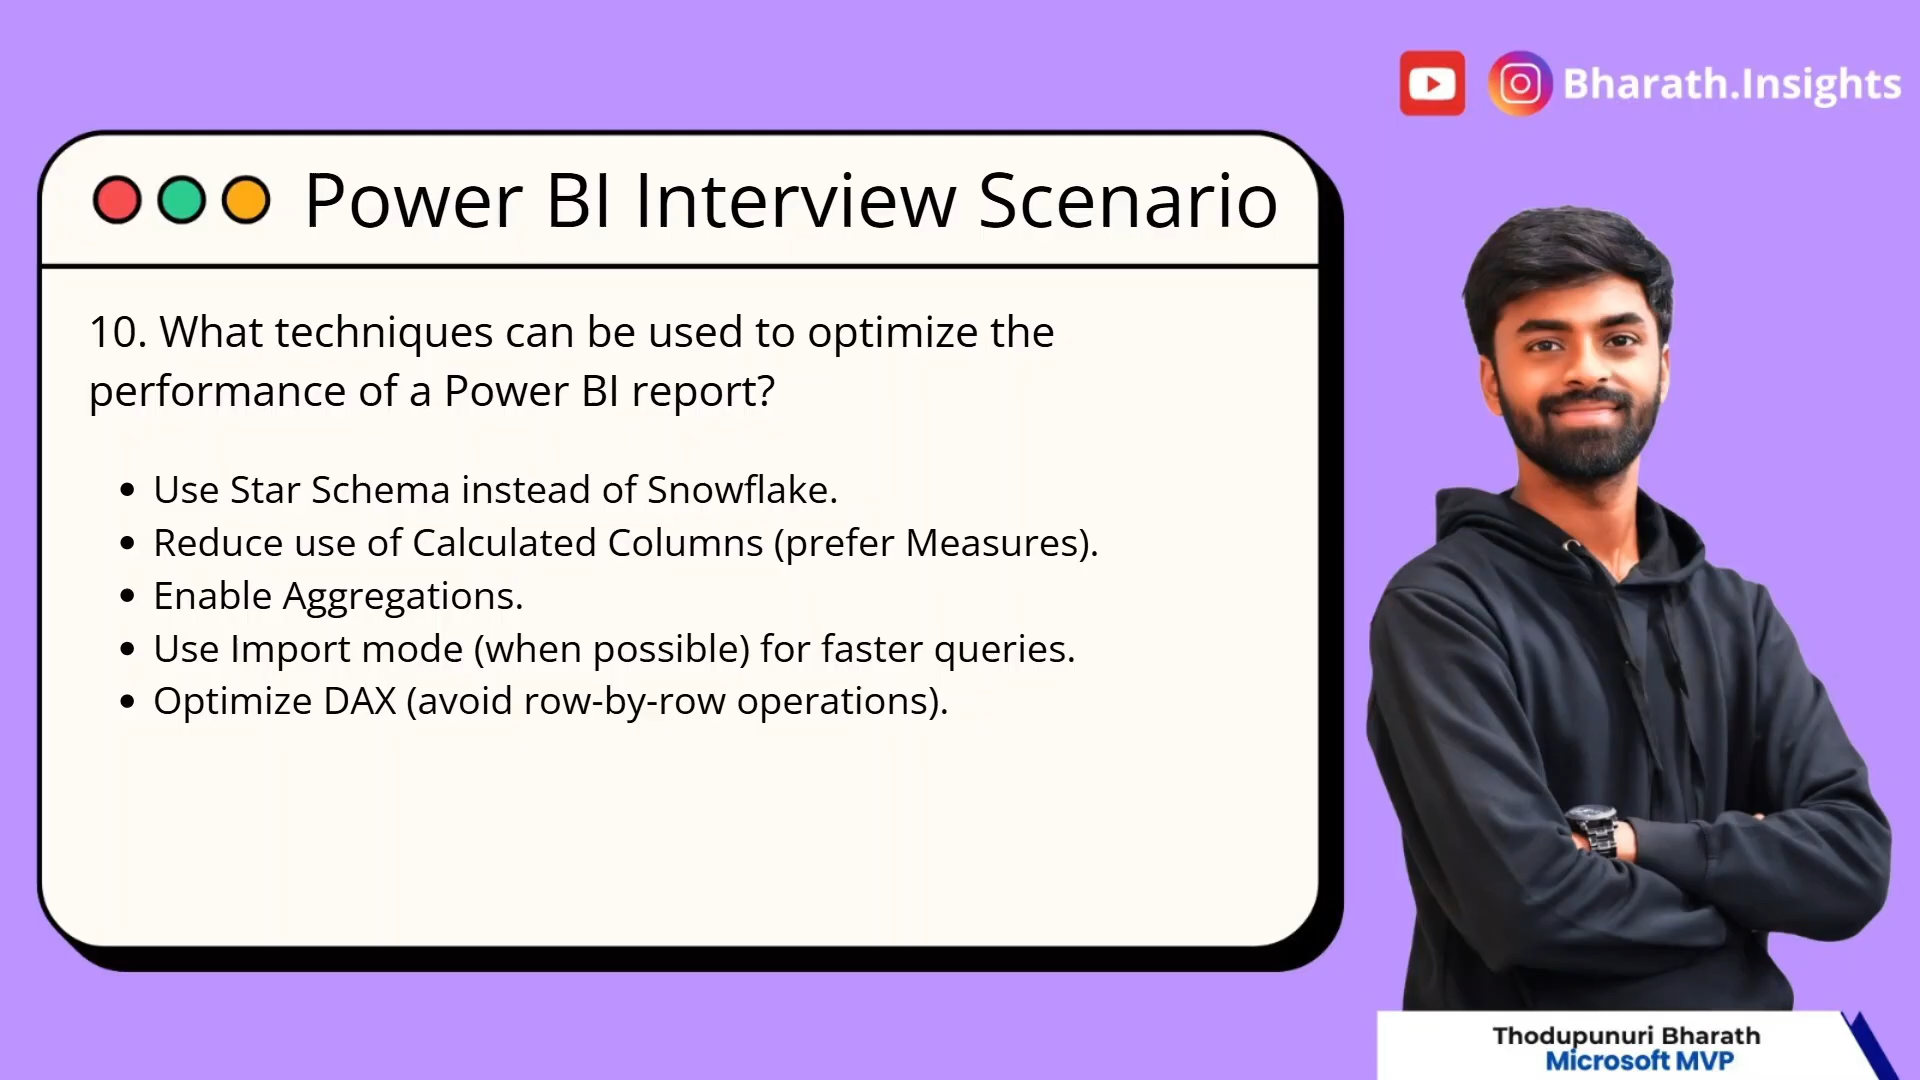 Bharath.Insights
Power BI Interview Scenario
10. What techniques can be used to optimize the
performance of a Power BI report?
• Use Star Schema instead of Snowflake.
• Reduce use of Calculated Columns (prefer Measures).
• Enable Aggregations.
• Use Import mode (when possible) for faster queries.
• Optimize DAX (avoid row-by-row operations).
Thodupunuri Bharath
Microsoft MVP